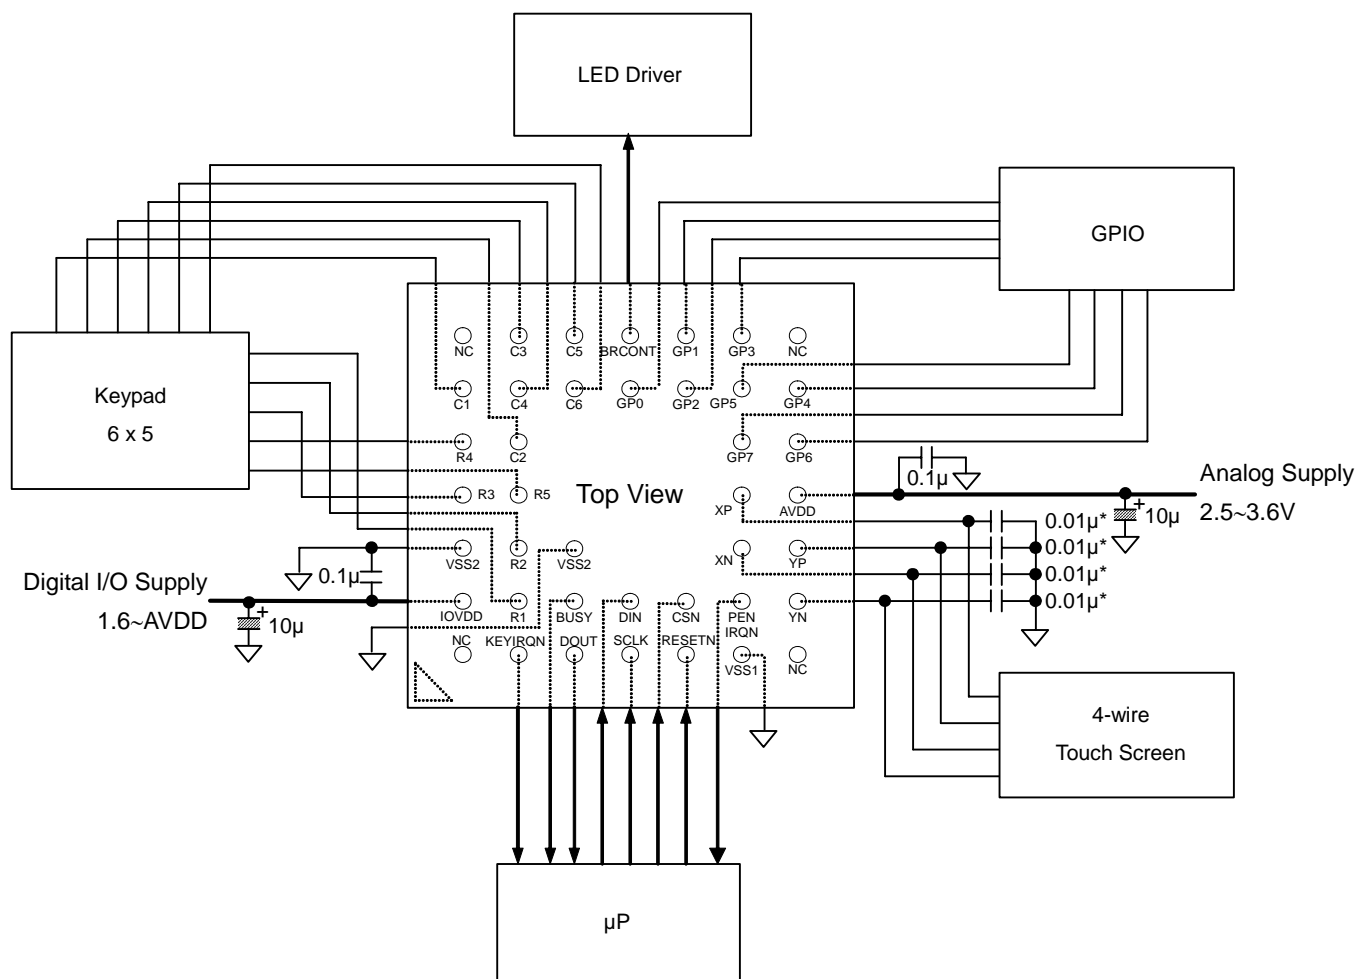 LED Driver
GPIO
Keypad
6 x 5
NC
C3
C5
BRCONT
GP1
GP3
NC
C1
C4
C6
GP0
GP2
GP5
GP4
R4
C2
GP7
GP6
0.1µ
Analog Supply
2.5~3.6V
R3
R5
Top View
XP
AVDD
10µ
+
0.01µ*
0.01µ*
0.01µ*
0.01µ*
VSS2
R2
VSS2
XN
YP
0.1µ
Digital I/O Supply
1.6~AVDD
+
10µ
IOVDD
R1
BUSY
DIN
CSN
PEN
IRQN
YN
NC
KEYIRQN
DOUT
SCLK
RESETN
VSS1
NC
4-wire
Touch Screen
µP